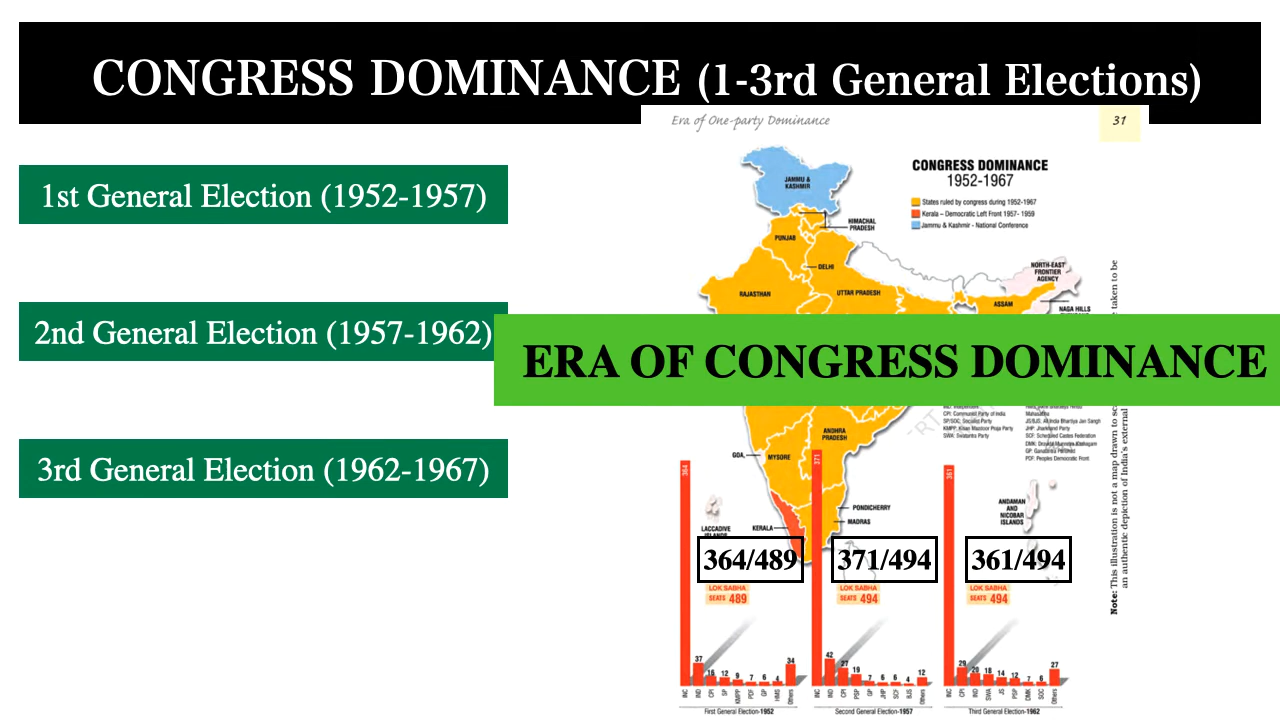 CONGRESS DOMINANCE (1-3rd General Elections)
Era of One-party Dominance
31
1st General Election (1952-1957)
2nd General Election (1957-1962)
3rd General Election (1962-1967)
CONGRESS DOMINANCE
1952-1967
States ruled by congress during 1952-1967
Kerala – Democratic Left Front 1957- 1959
Jammu & Kashmir - National Conference
JAMMU &
KASHMIR
HIMACHAL
PRADESH
PUNJAB
DELHI
RAJASTHAN
UTTAR PRADESH
NORTH-EAST
FRONTIER
AGENCY
ASSAM
NAGA HILLS
ERA OF CONGRESS DOMINANCE
CPI: Communist Party of India
SP/SOC: Socialist Party
KMPP: Kisan Mazdoor Praja Party
SWA: Swatantra Party
Mahasabha
JS/BJS: All India Bhartiya Jan Sangh
JHP: Jharkhand Party
SCF: Scheduled Castes Federation
DMK: Dravida Munnetra Kazhagam
GP: Ganatantra Parishad
PDF: Peoples Democratic Front
ANDHRA
PRADESH
GOA
MYSORE
364
371
361
LACCADIVE
KERALA
PONDICHERRY
MADRAS
ANDAMAN
AND
NICOBAR
ISLANDS
364/489
371/494
361/494
LOK SABHA
SEATS 489
LOK SABHA
SEATS 494
LOK SABHA
SEATS 494
37 16 12 9 7 6 4 34
INC IND CPI SP KMPP PDF GP HMS Others
First General Election-1952
42 27 19 7 6 6 4 12
INC IND CPI PSP GP JHP SCF BJS Others
Second General Election-1957
29 20 18 14 12 7 6 27
INC CPI IND SWA JS PSP DMK SOC Others
Third General Election-1962
Note: This illustration is not a map drawn to
taken to be
an authentic depiction of India's external